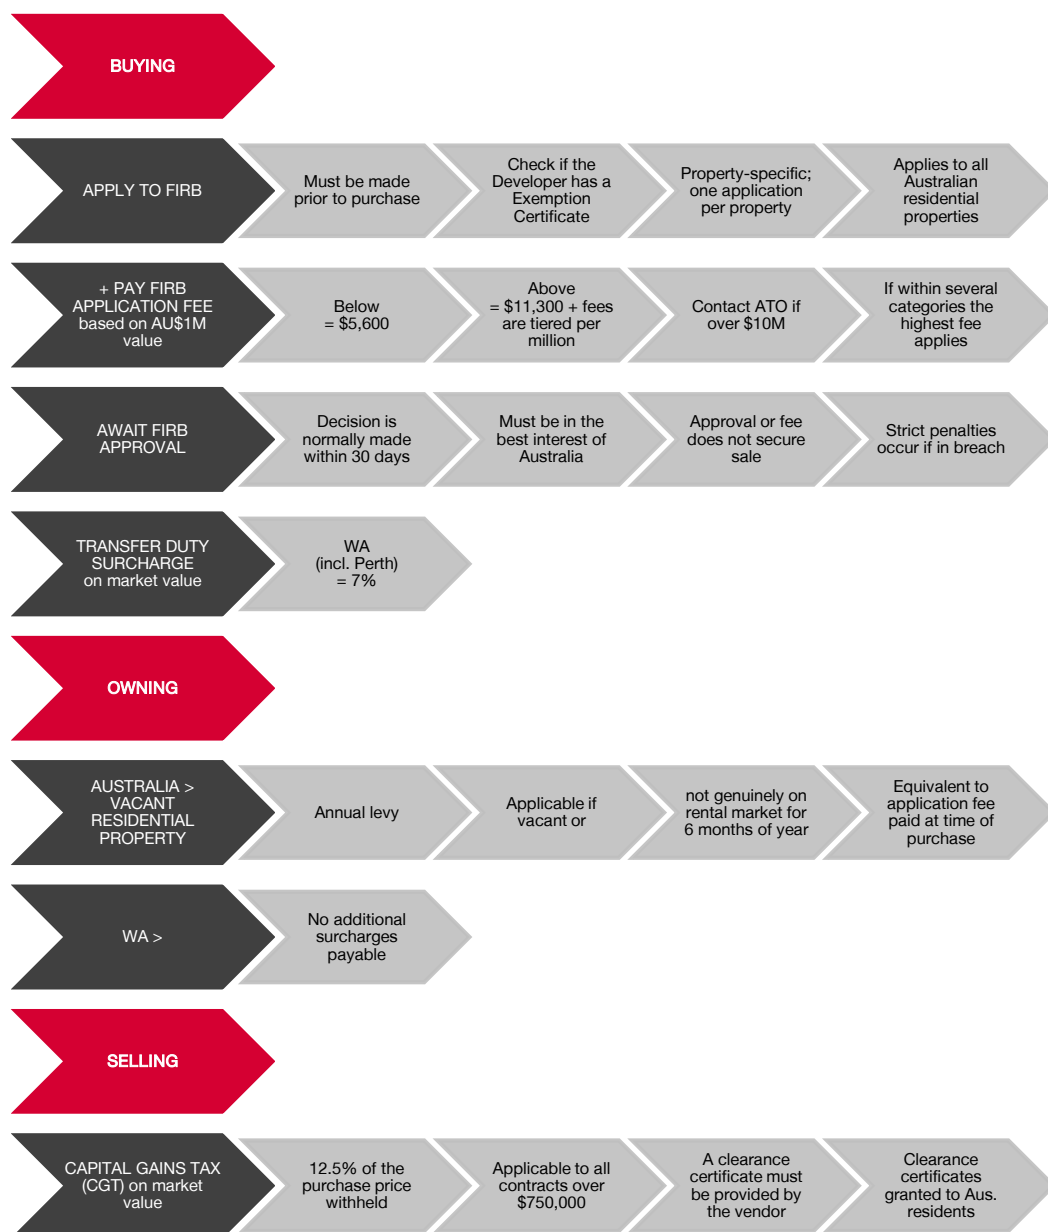 BUYING
APPLY TO FIRB
Must be made
prior to purchase
Check if the
Developer has a
Exemption
Certificate
Property-specific;
one application
per property
Applies to all
Australian
residential
properties
+ PAY FIRB
APPLICATION FEE
based on AU$1M
value
Below
= $5,600
Above
= $11,300 + fees
are tiered per
million
Contact ATO if
over $10M
If within several
categories the
highest fee
applies
AWAIT FIRB
APPROVAL
Decision is
normally made
within 30 days
Must be in the
best interest of
Australia
Approval or fee
does not secure
sale
Strict penalties
occur if in breach
TRANSFER DUTY
SURCHARGE
on market value
WA
(incl. Perth)
= 7%
OWNING
AUSTRALIA >
VACANT
RESIDENTIAL
PROPERTY
Annual levy
Applicable if
vacant or
not genuinely on
rental market for
6 months of year
Equivalent to
application fee
paid at time of
purchase
WA >
No additional
surcharges
payable
SELLING
CAPITAL GAINS TAX
(CGT) on market
value
12.5% of the
purchase price
withheld
Applicable to all
contracts over
$750,000
A clearance
certificate must
be provided by
the vendor
Clearance
certificates
granted to Aus.
residents